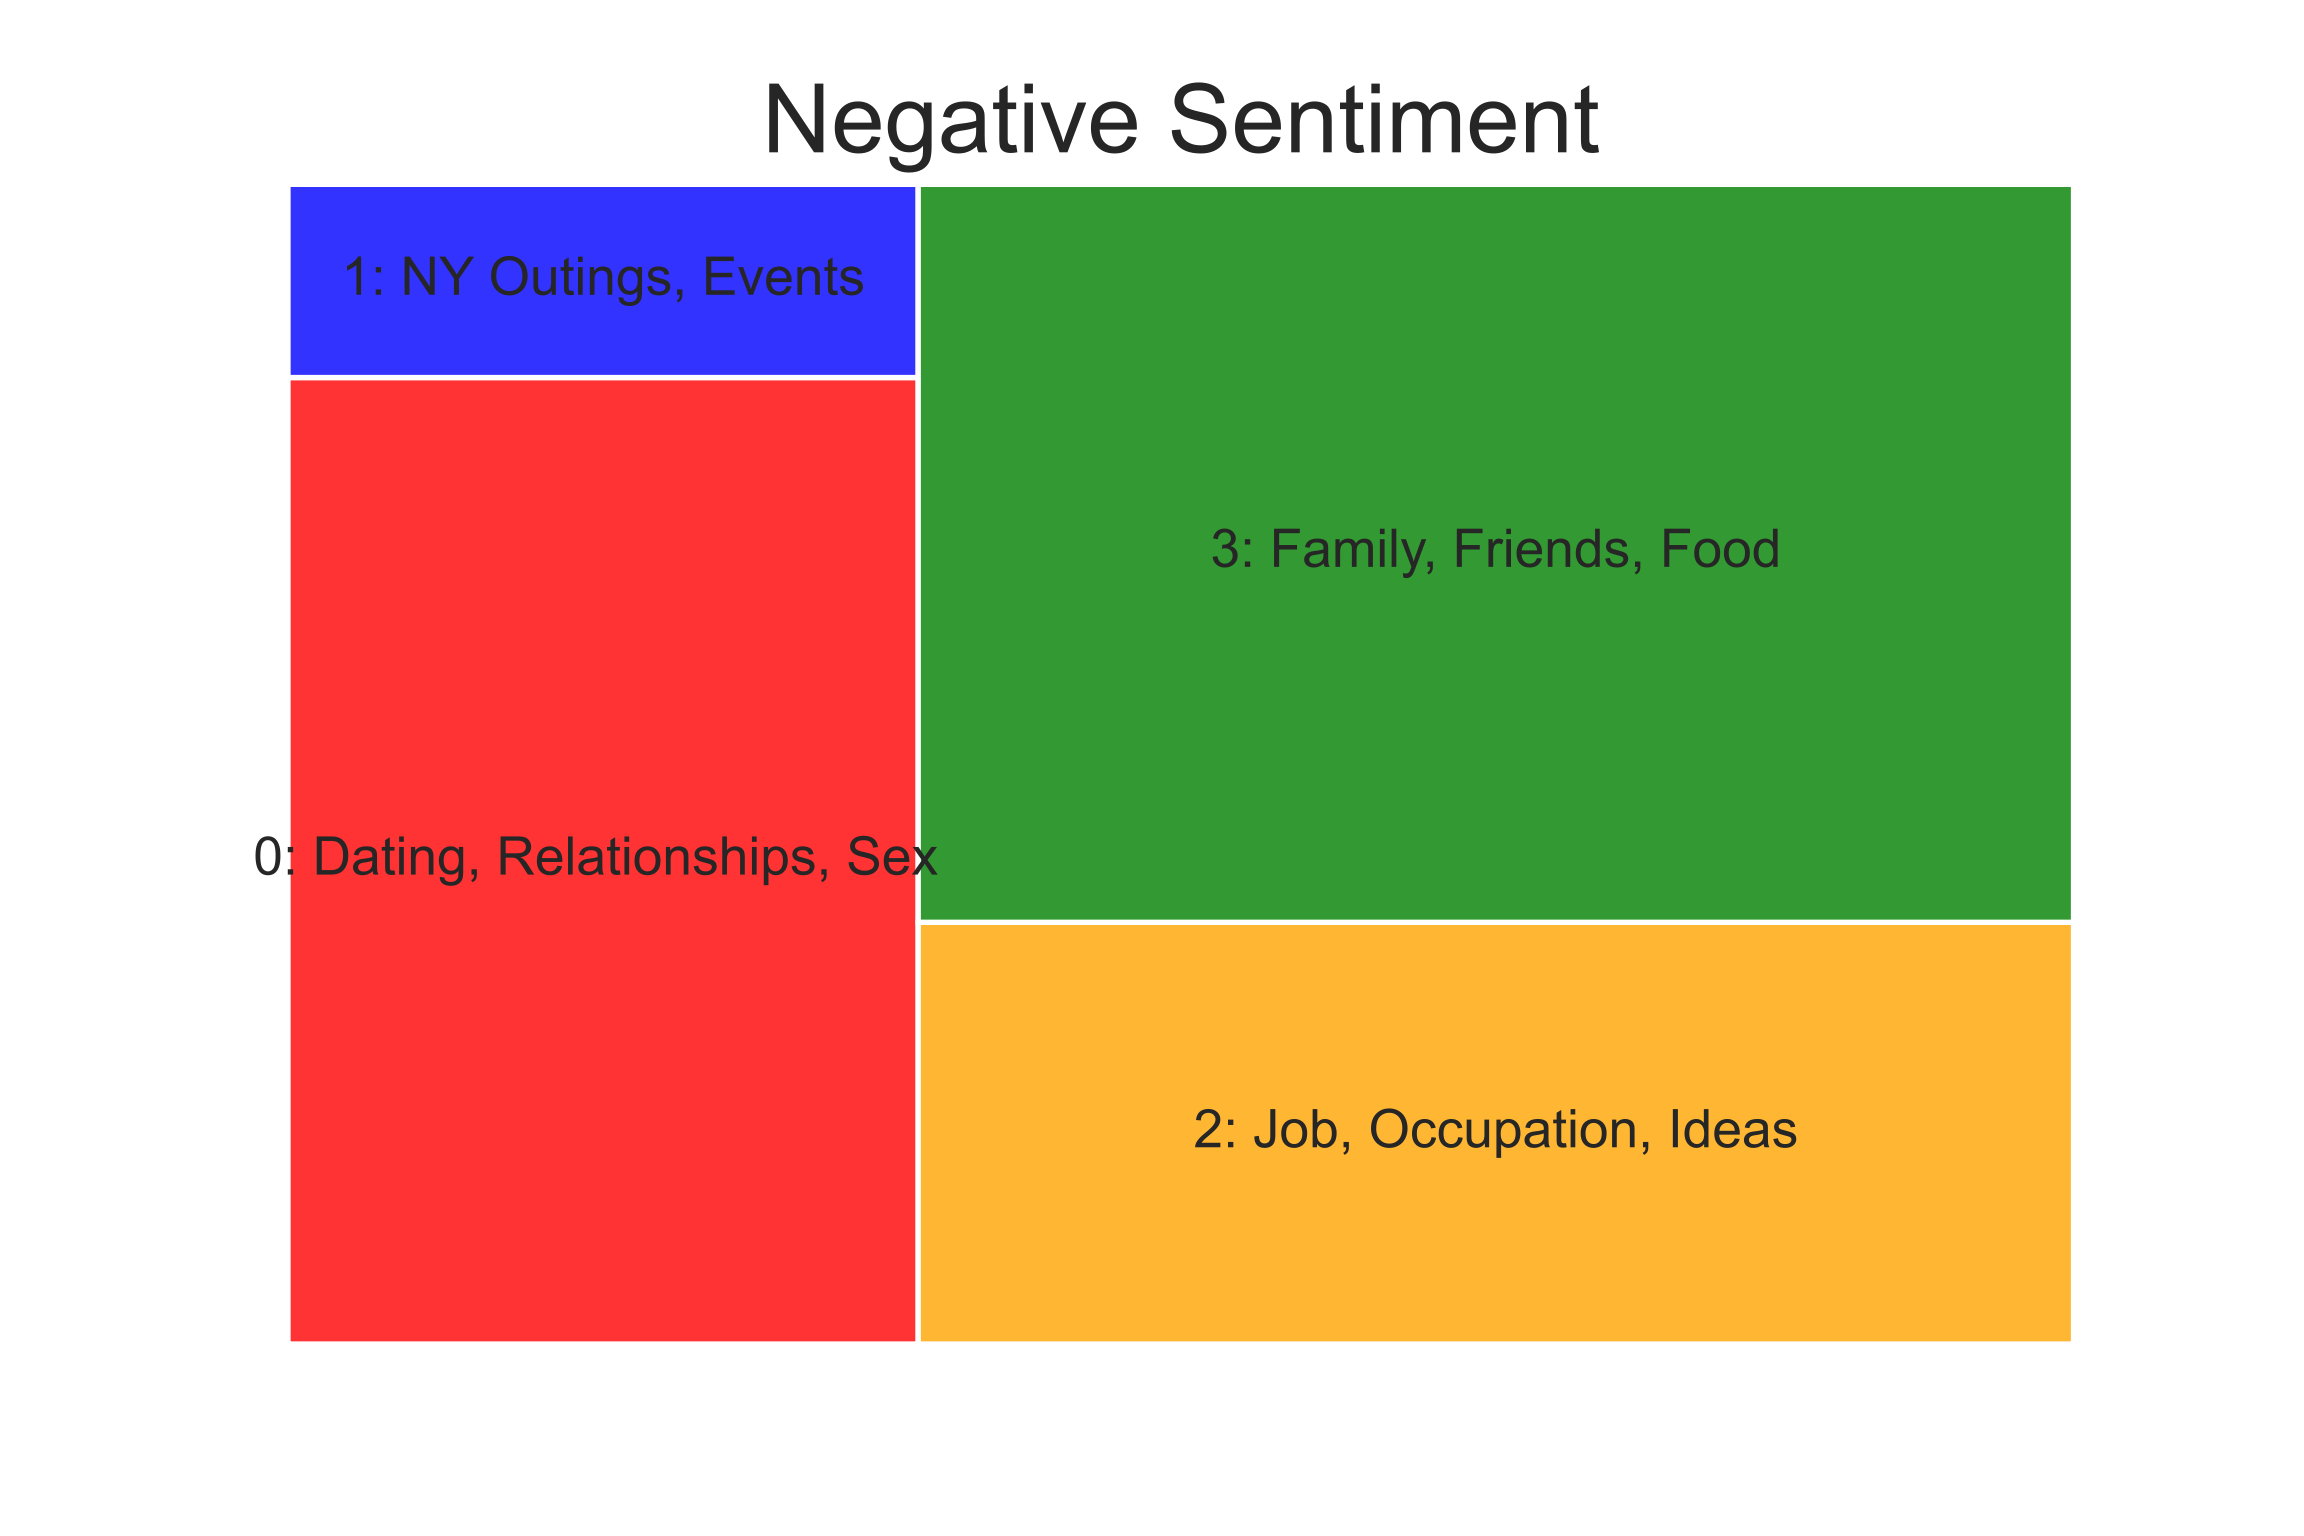 Negative Sentiment
1: NY Outings, Events
3: Family, Friends, Food
0: Dating, Relationships, Sex
2: Job, Occupation, Ideas